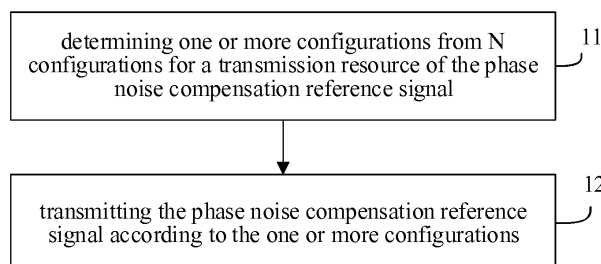 determining one or more configurations from N
configurations for a transmission resource of the phase
noise compensation reference signal
11
transmitting the phase noise compensation reference
signal according to the one or more configurations
12